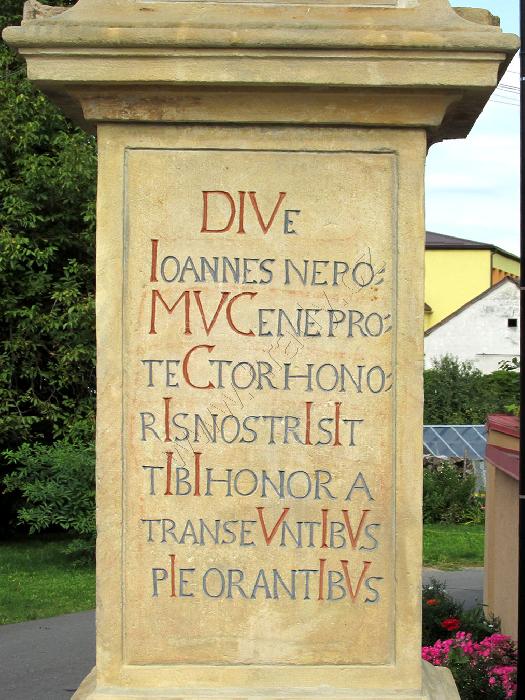 DIVE
IOANNES NEPO:
MVCENE PRO:
TECTOR HONO:
RIS NOSTRI SIT
TIBI HONOR A
TRANSEVNTIBVS
PIE ORANTIBVS